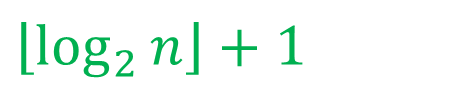 ⌊log₂ n⌋ + 1